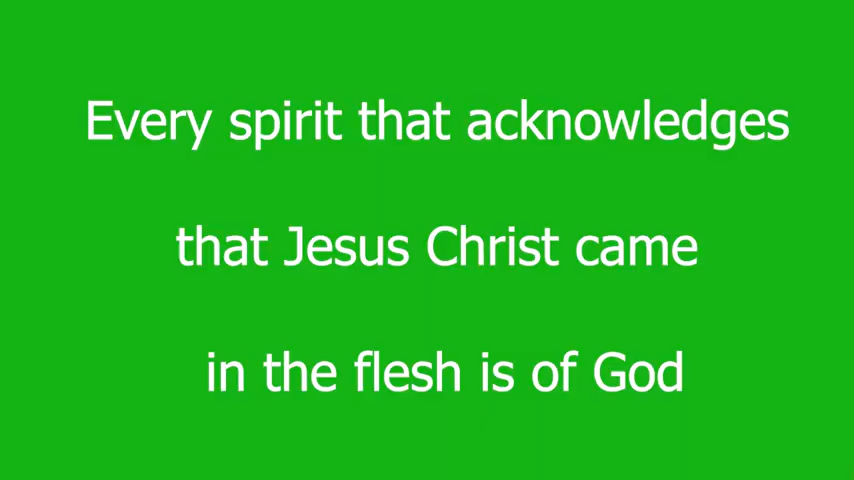 Every spirit that acknowledges
that Jesus Christ came
in the flesh is of God